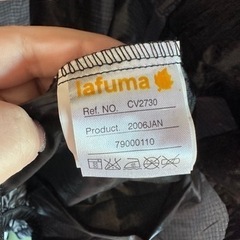 lafuma
Ref. NO. CV2730
Product. 2006JAN
79000110